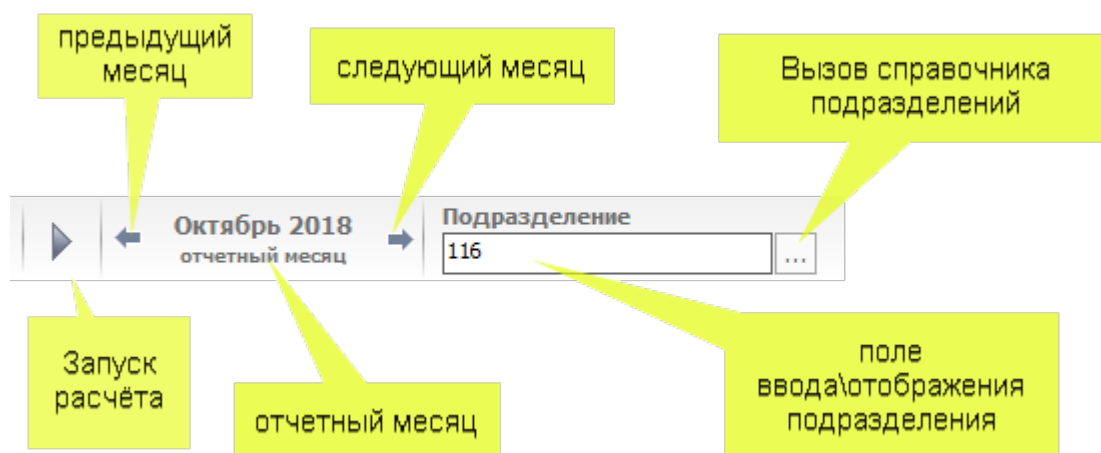 предыдущий
месяц
следующий месяц
Вызов справочника
подразделений
Октябрь 2018
отчетный месяц
Подразделение
116
...
Запуск
расчёта
отчетный месяц
поле
ввода\отображения
подразделения